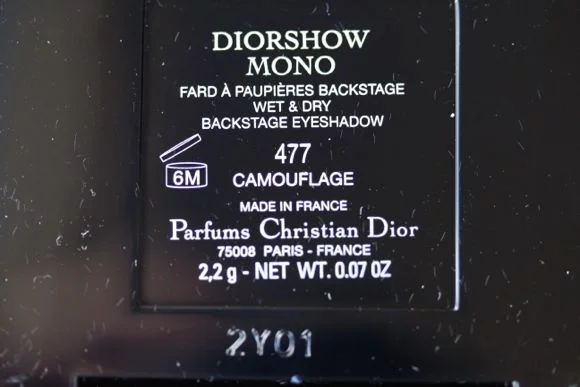 DIORSHOW
MONO
FARD À PAUPIÈRES BACKSTAGE
WET & DRY
BACKSTAGE EYESHADOW
477
6M
CAMOUFLAGE
MADE IN FRANCE
Parfums Christian Dior
75008 PARIS - FRANCE
2,2 g - NET WT. 0.07 OZ
2Y01